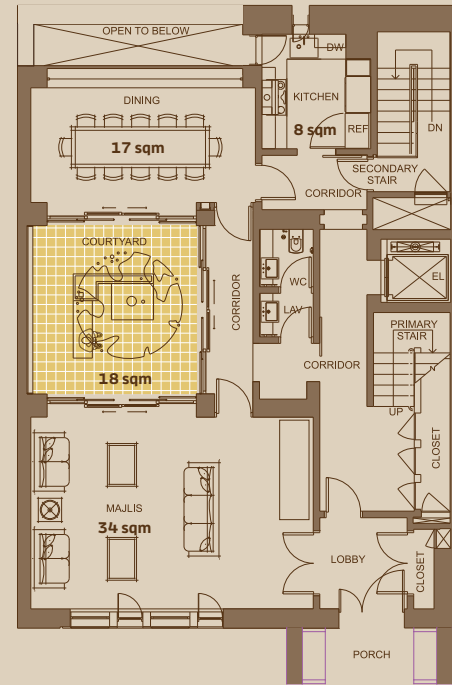 OPEN TO BELOW
DW
DINING
KITCHEN
17 sqm
8 sqm
REF
DN
SECONDARY
STAIR
CORRIDOR
COURTYARD
WC
EL
CORRIDOR
LAV
PRIMARY
STAIR
CORRIDOR
18 sqm
UP
CLOSET
MAJLIS
34 sqm
LOBBY
CLOSET
PORCH